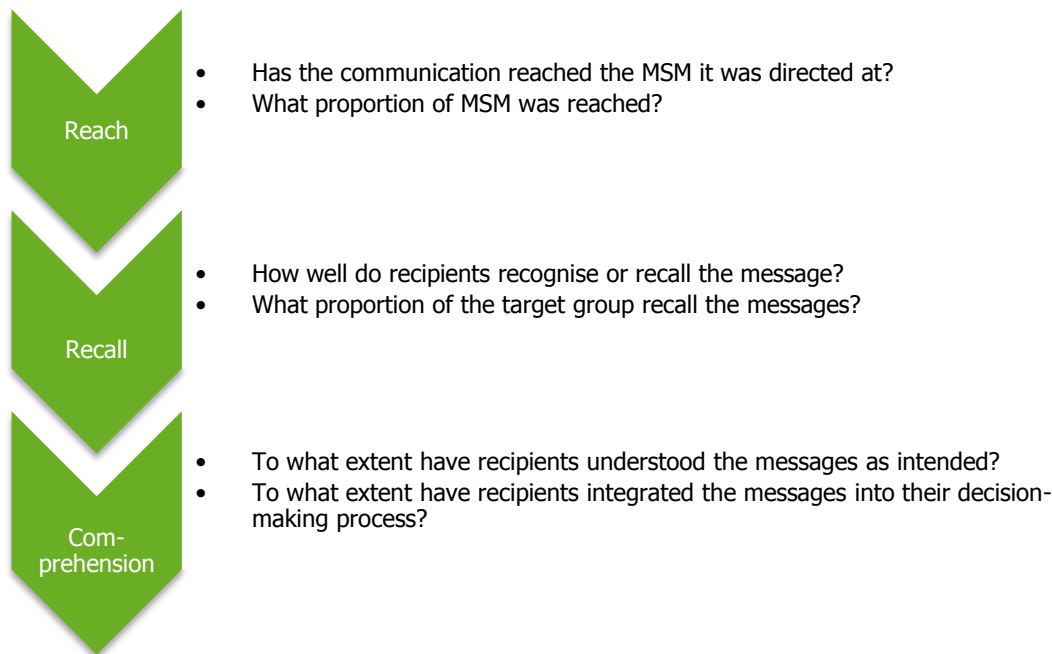 Reach
• Has the communication reached the MSM it was directed at?
• What proportion of MSM was reached?
Recall
• How well do recipients recognise or recall the message?
• What proportion of the target group recall the messages?
Com-
prehension
• To what extent have recipients understood the messages as intended?
• To what extent have recipients integrated the messages into their decision-
making process?